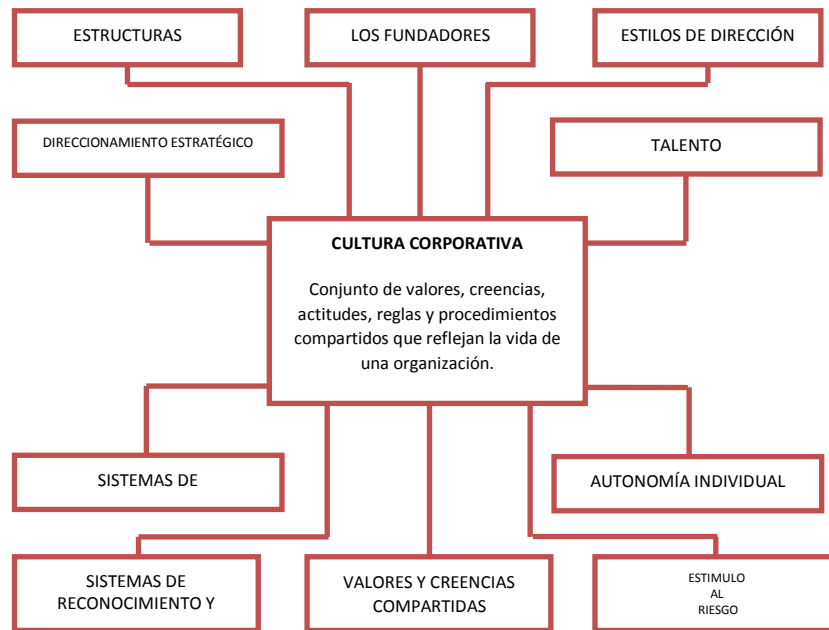 ESTRUCTURAS
LOS FUNDADORES
ESTILOS DE DIRECCIÓN
DIRECCIONAMIENTO ESTRATÉGICO
TALENTO
CULTURA CORPORATIVA
Conjunto de valores, creencias,
actitudes, reglas y procedimientos
compartidos que reflejan la vida de
una organización.
SISTEMAS DE
AUTONOMÍA INDIVIDUAL
SISTEMAS DE
RECONOCIMIENTO Y
VALORES Y CREENCIAS
COMPARTIDAS
ESTIMULO
AL
RIESGO